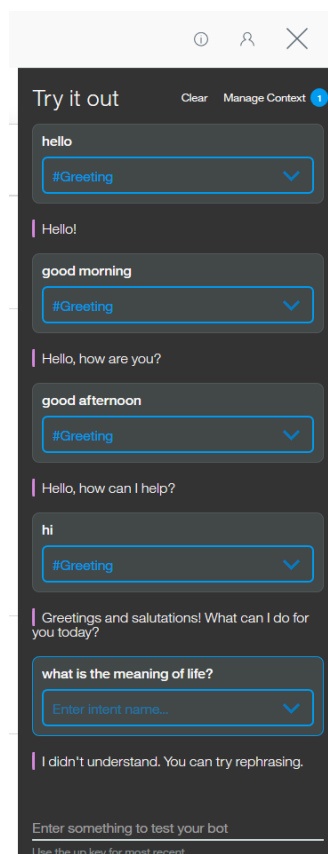 Try it out Clear Manage Context 1
hello
#Greeting
Hello!
good morning
#Greeting
Hello, how are you?
good afternoon
#Greeting
Hello, how can I help?
hi
#Greeting
Greetings and salutations! What can I do for
you today?
what is the meaning of life?
Enter intent name...
I didn't understand. You can try rephrasing.
Enter something to test your bot
Use the up key for most recent